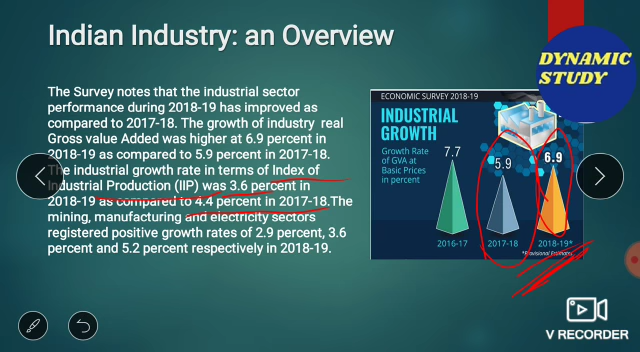 Indian Industry: an Overview
DYNAMIC
STUDY
The Survey notes that the industrial sector
performance during 2018-19 has improved as
compared to 2017-18. The growth of industry real
Gross value Added was higher at 6.9 percent in
2018-19 as compared to 5.9 percent in 2017-18.
The industrial growth rate in terms of Index of
Industrial Production (IIP) was 3.6 percent in
2018-19 as compared to 4.4 percent in 2017-18.The
mining, manufacturing and electricity sectors
registered positive growth rates of 2.9 percent, 3.6
percent and 5.2 percent respectively in 2018-19.
ECONOMIC SURVEY 2018-19
INDUSTRIAL
GROWTH
Growth Rate
of GVA at
Basic Prices
in percent
7.7
5.9
6.9
2016-17
2017-18
2018-19*
*Provisional Estimates
V RECORDER